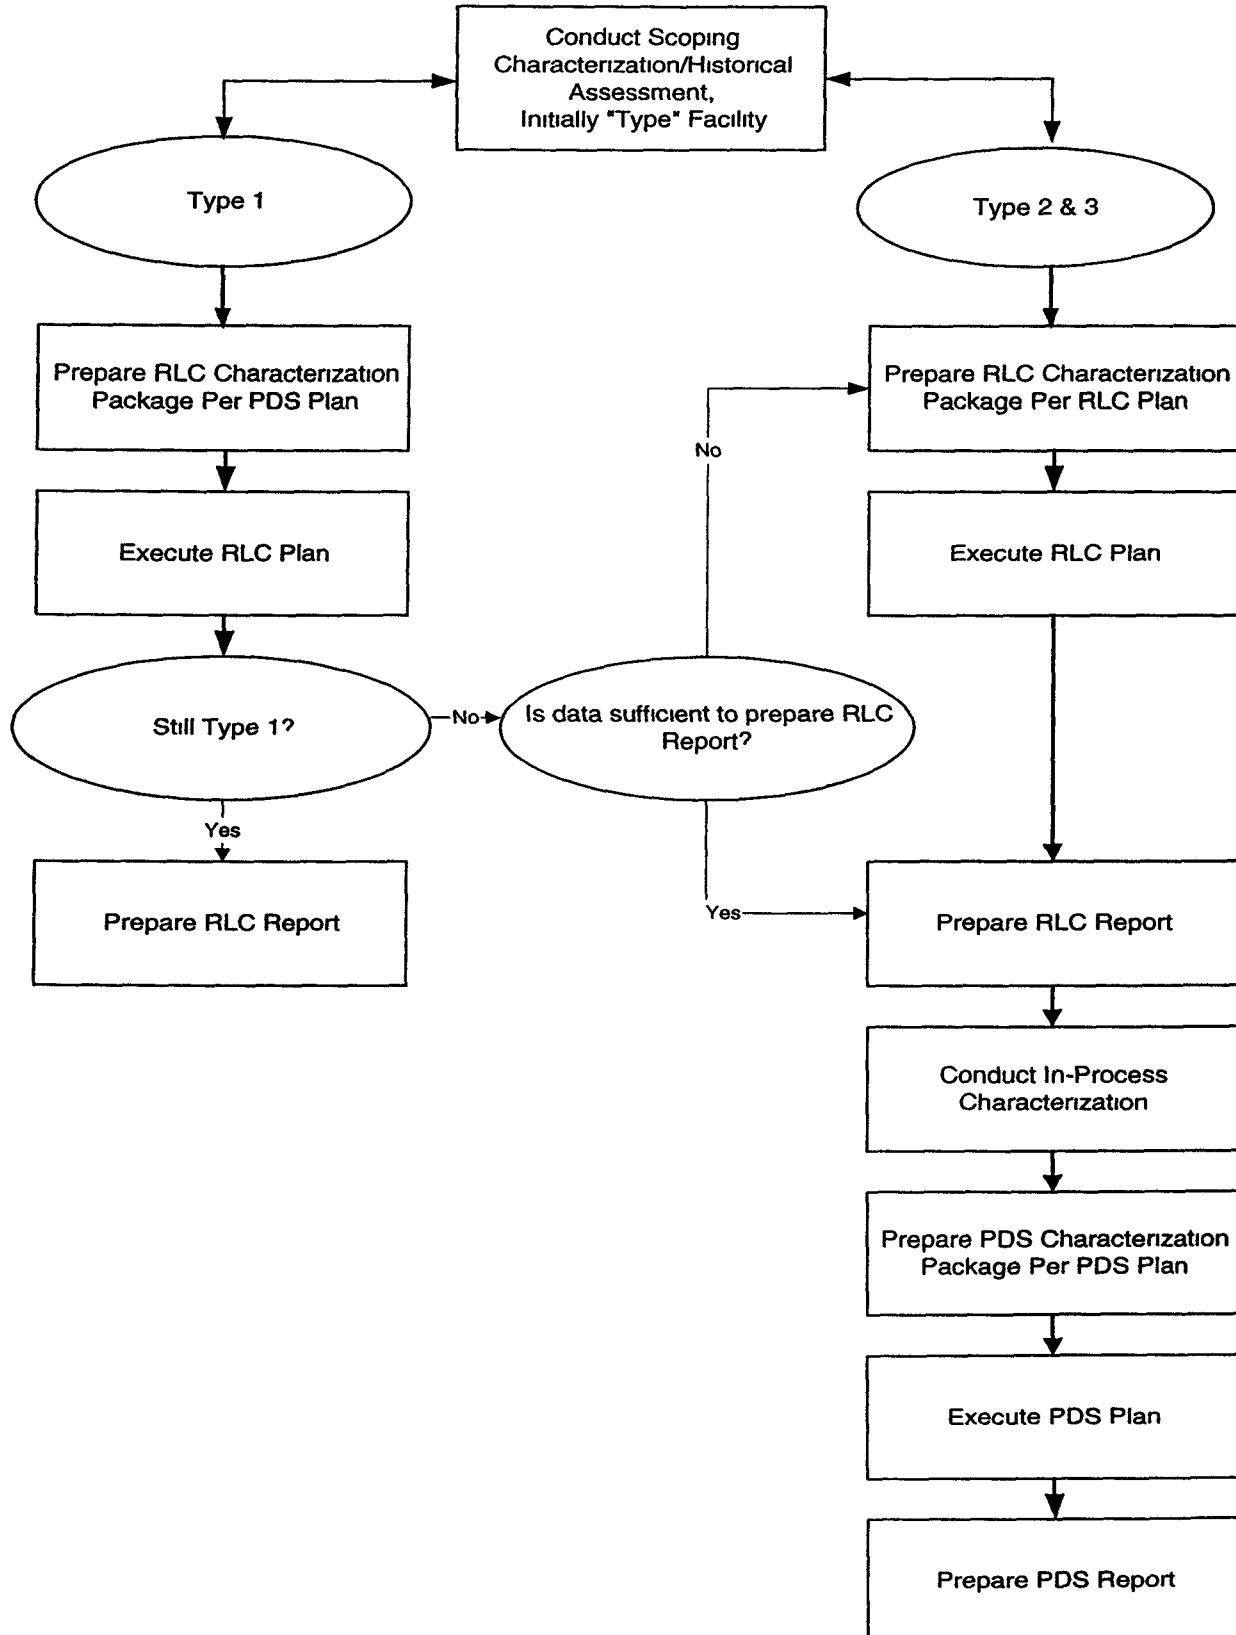 Conduct Scoping
Characterization/Historical
Assessment,
Initially "Type" Facility
Type 1
Type 2 & 3
Prepare RLC Characterization
Package Per PDS Plan
Prepare RLC Characterization
Package Per RLC Plan
No
Execute RLC Plan
Execute RLC Plan
Still Type 1?
No
Is data sufficient to prepare RLC
Report?
Yes
Prepare RLC Report
Yes
Prepare RLC Report
Conduct In-Process
Characterization
Prepare PDS Characterization
Package Per PDS Plan
Execute PDS Plan
Prepare PDS Report